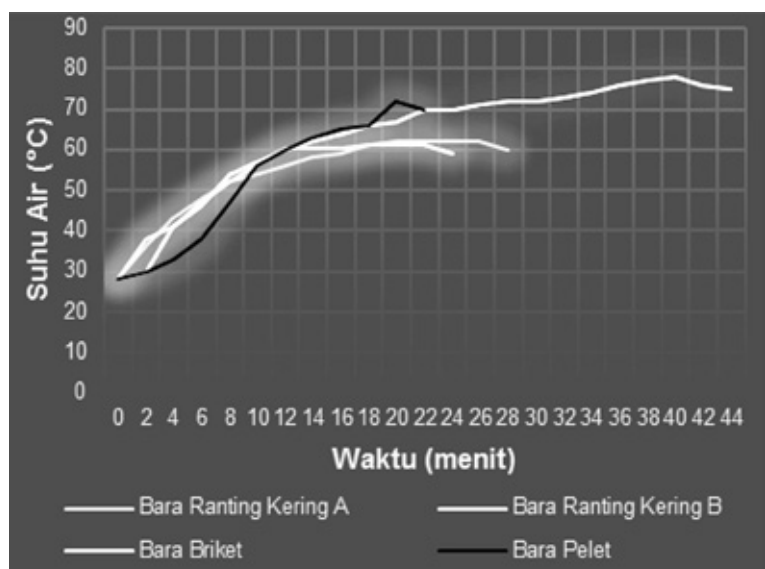 90
80
70
60
50
40
30
20
10
0
Suhu Air (°C)
0 2 4 6 8 10 12 14 16 18 20 22 24 26 28 30 32 34 36 38 40 42 44
Waktu (menit)
Bara Ranting Kering A
Bara Ranting Kering B
Bara Briket
Bara Pelet